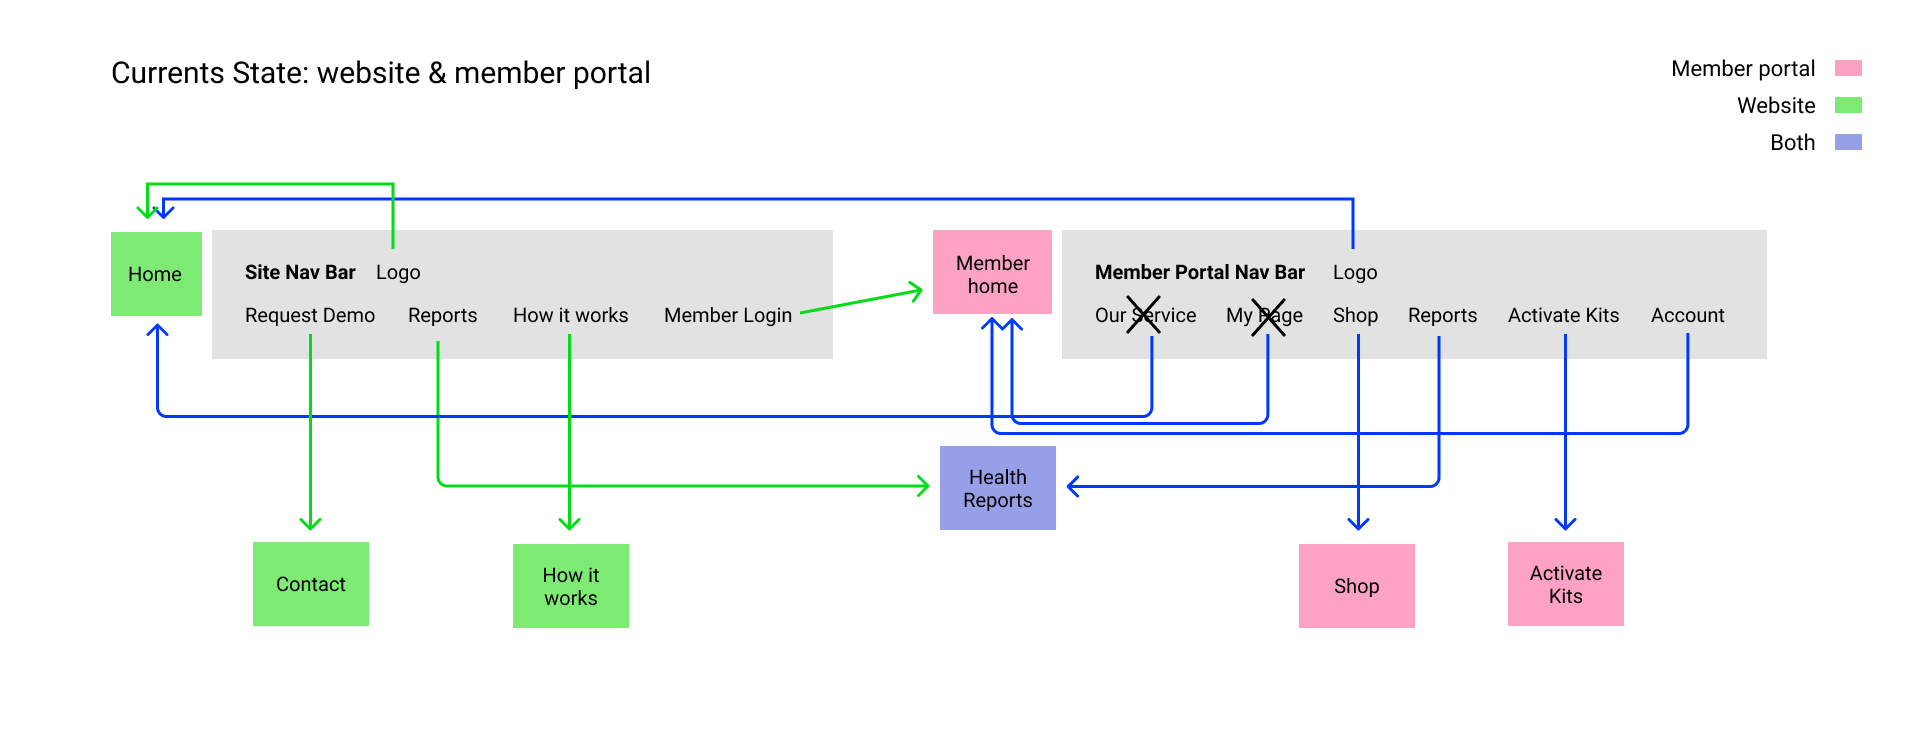 Currents State: website & member portal
Member portal
Website
Both
Home
Site Nav Bar Logo
Request Demo Reports How it works Member Login
Member
home
Member Portal Nav Bar Logo
Our Service My Page Shop Reports Activate Kits Account
Health
Reports
Contact
How it
works
Shop
Activate
Kits